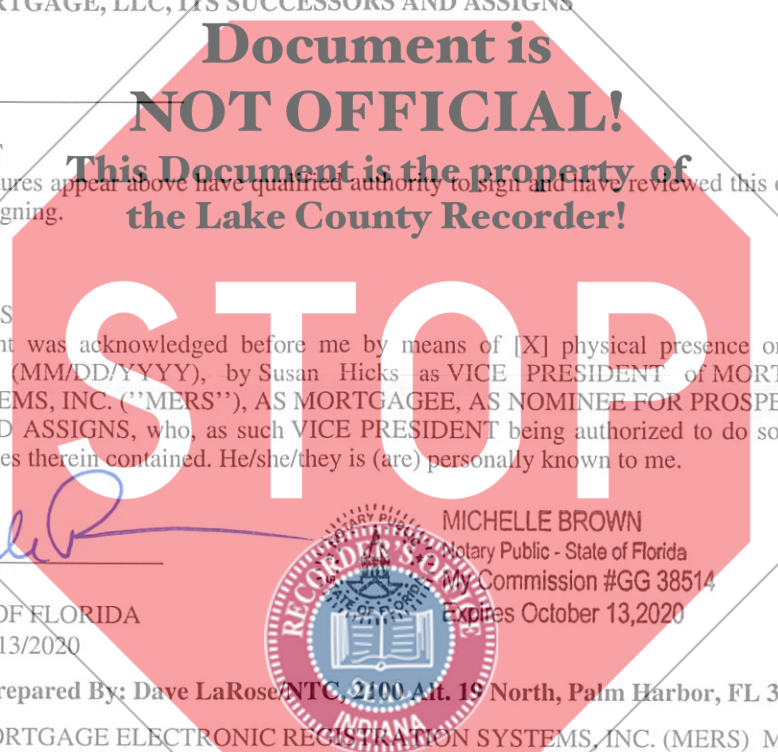 RTGAGE, LLC, ITS SUCCESSORS AND ASSIGNS
Document is
NOT OFFICIAL!
This Document is the property of
the Lake County Recorder!
ures appear above have qualified authority to sign and have reviewed this
gning.
STOP
S
nt was acknowledged before me by means of [X] physical presence or
(MM/DD/YYYY), by Susan Hicks as VICE PRESIDENT of MORT
EMS, INC. (''MERS''), AS MORTGAGEE, AS NOMINEE FOR PROSPE
D ASSIGNS, who, as such VICE PRESIDENT being authorized to do so
es therein contained. He/she/they is (are) personally known to me.
NOTARY PUBLIC
STATE OF FLORIDA
MICHELLE BROWN
Notary Public - State of Florida
My Commission #GG 38514
Expires October 13,2020
RECORDER'S OFFICE
INDIANA
OF FLORIDA
13/2020
repared By: Dave LaRose/NTC, 2100 Alt. 19 North, Palm Harbor, FL 3
ORTGAGE ELECTRONIC REGISTRATION SYSTEMS, INC. (MERS) M